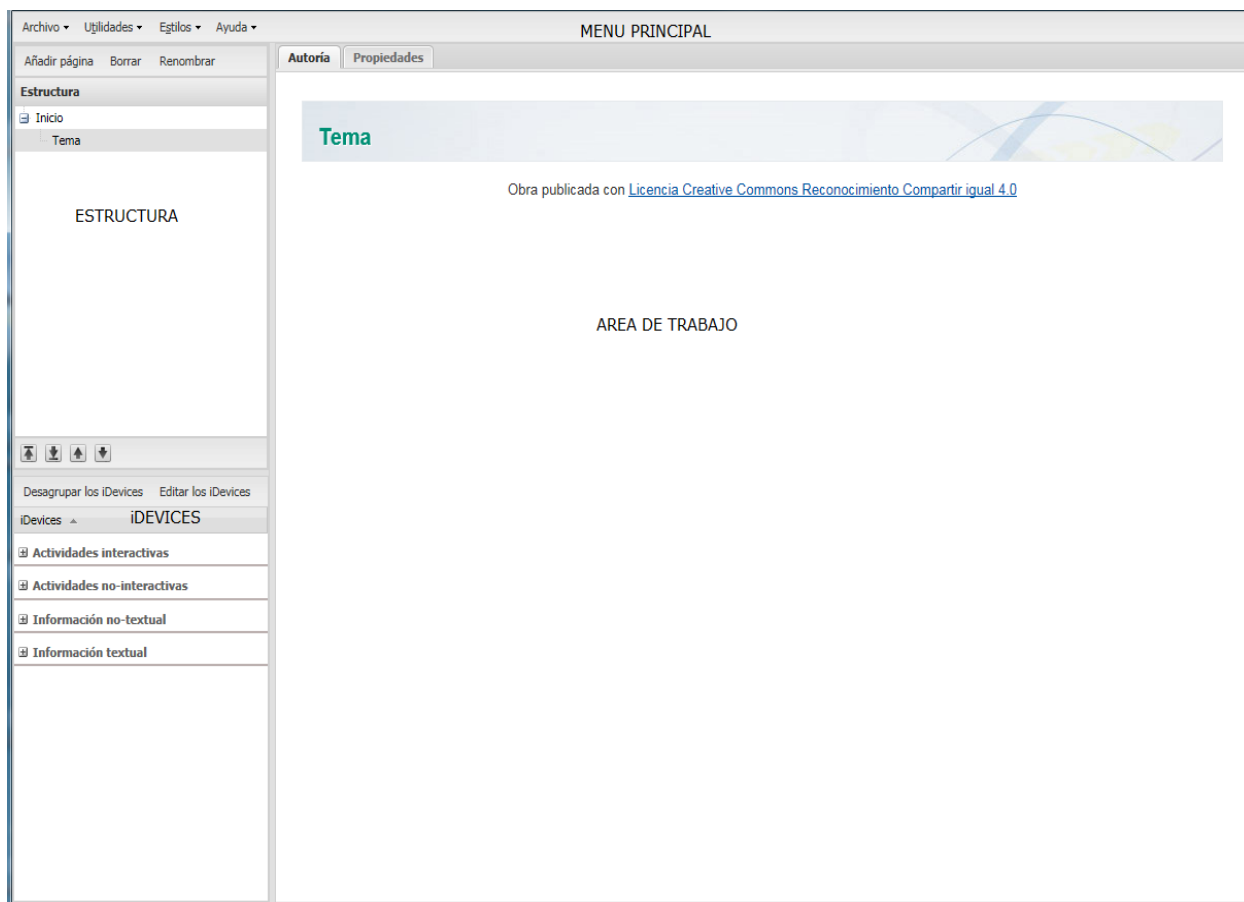 Archivo Utilidades Estilos Ayuda MENU PRINCIPAL
Añadir página Borrar Renombrar
Autoría Propiedades
Estructura
Inicio
Tema
ESTRUCTURA
Tema
Obra publicada con Licencia Creative Commons Reconocimiento Compartir igual 4.0
AREA DE TRABAJO
Desagrupar los iDevices Editar los iDevices
iDevices iDEVICES
Actividades interactivas
Actividades no-interactivas
Información no-textual
Información textual